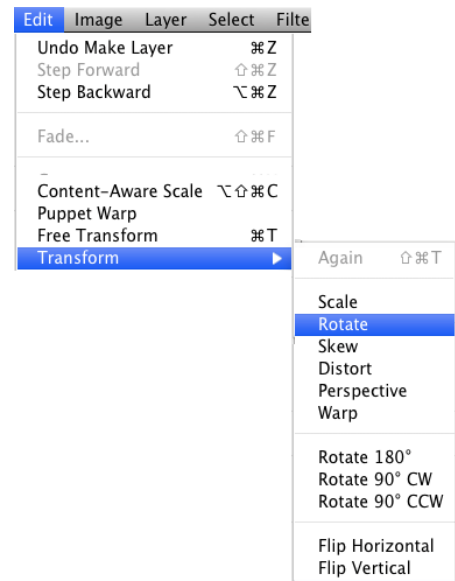 Edit Image Layer Select Filte
Undo Make Layer ⌘Z
Step Forward ⇧⌘Z
Step Backward ⌥⌘Z
Fade... ⇧⌘F
Content-Aware Scale ⌥⇧⌘C
Puppet Warp
Free Transform ⌘T
Transform ▶
Again ⇧⌘T
Scale
Rotate
Skew
Distort
Perspective
Warp
Rotate 180°
Rotate 90° CW
Rotate 90° CCW
Flip Horizontal
Flip Vertical